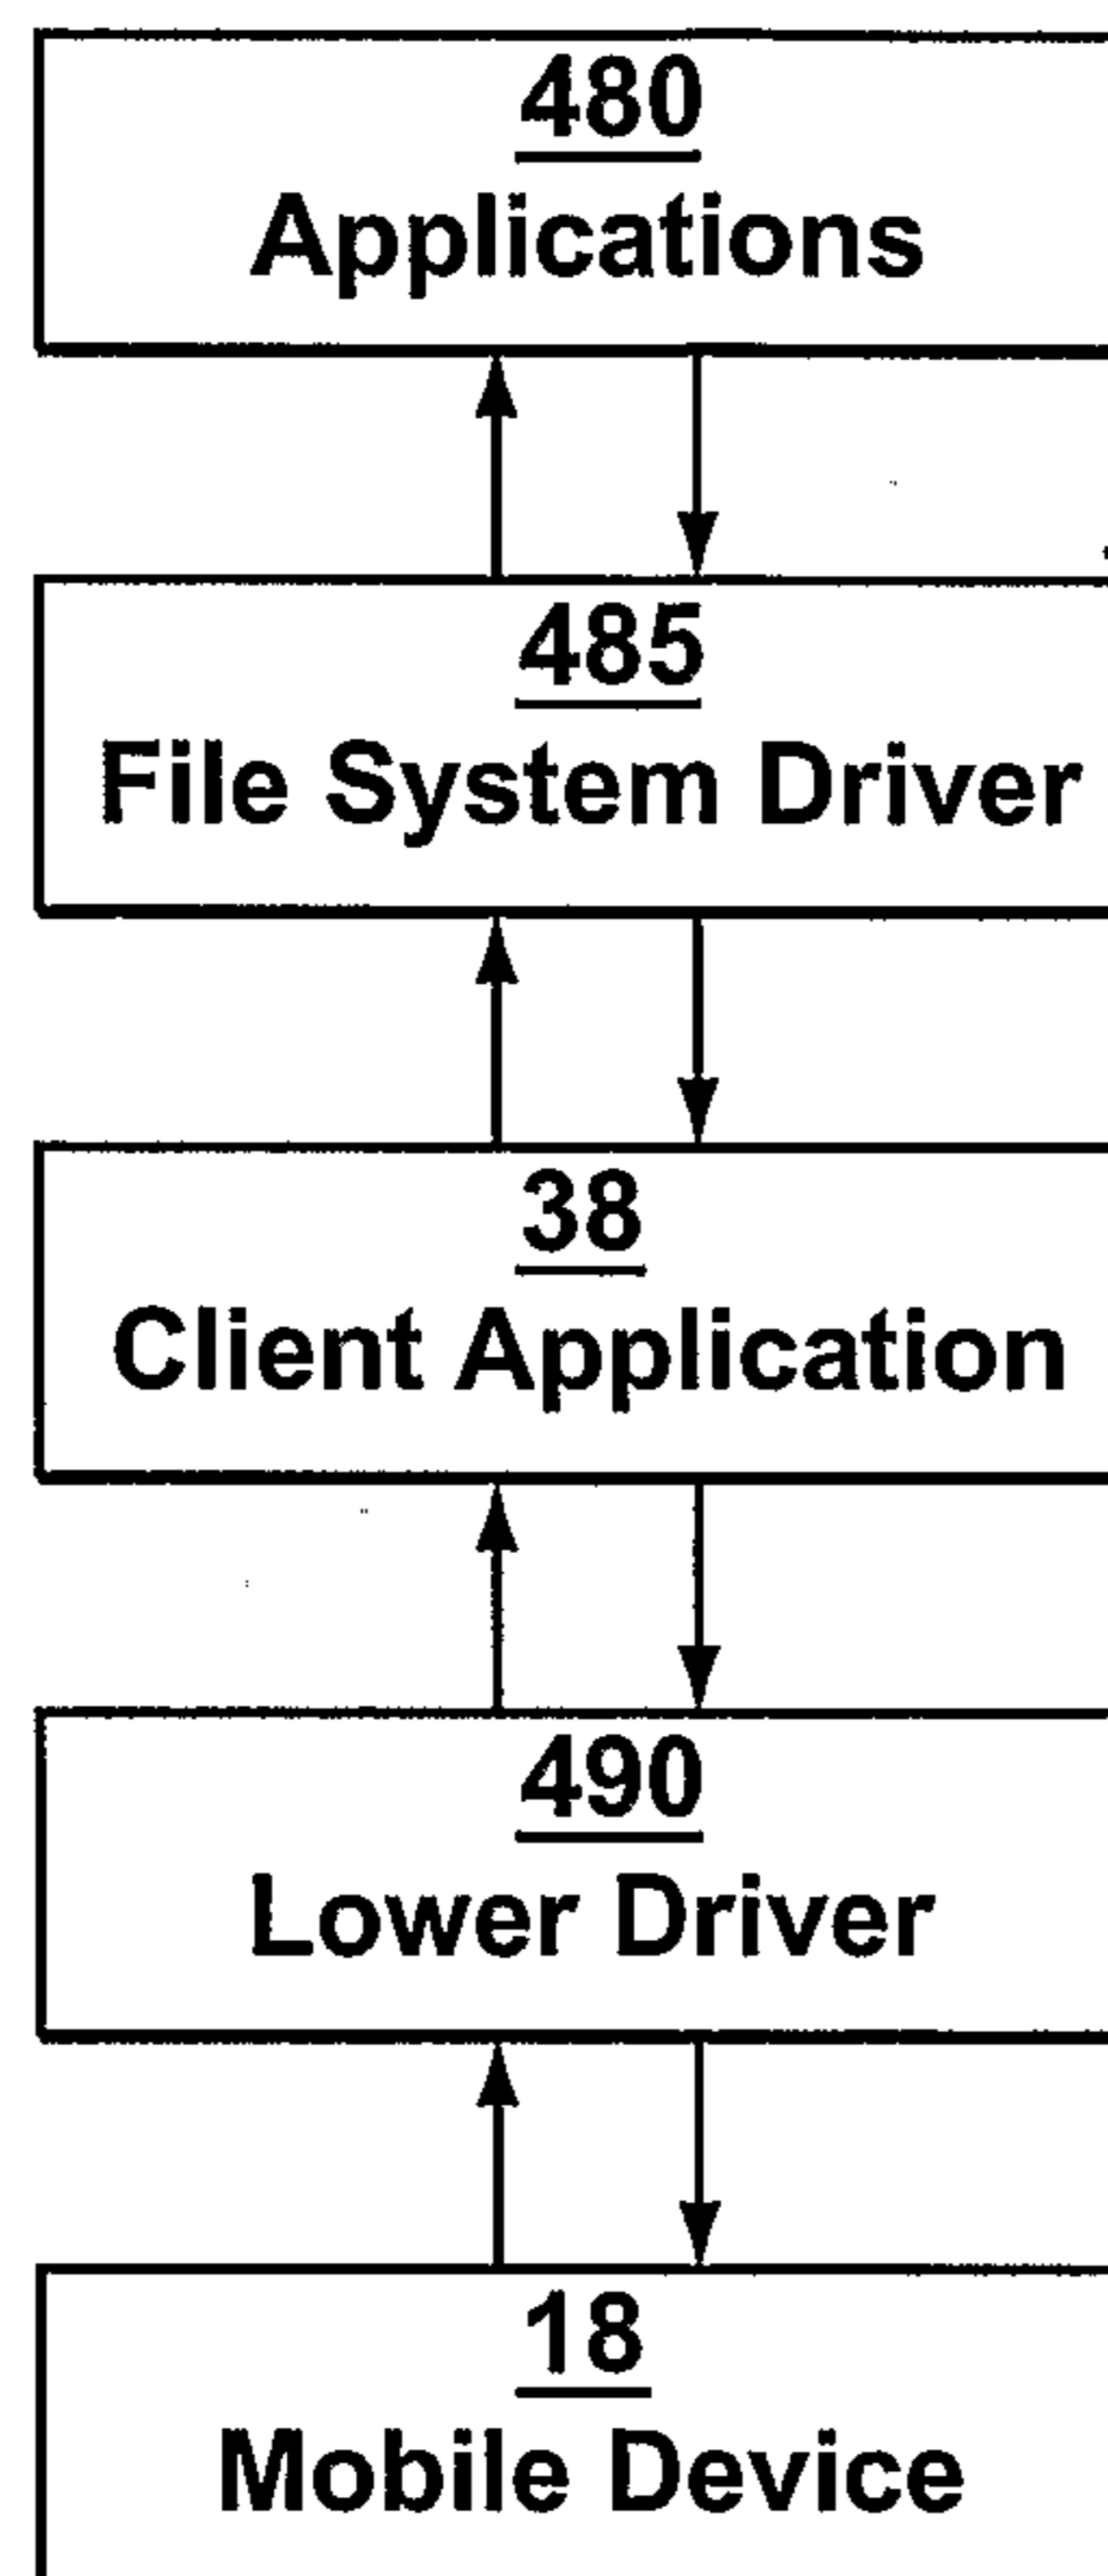 480
Applications
485
File System Driver
38
Client Application
490
Lower Driver
18
Mobile Device